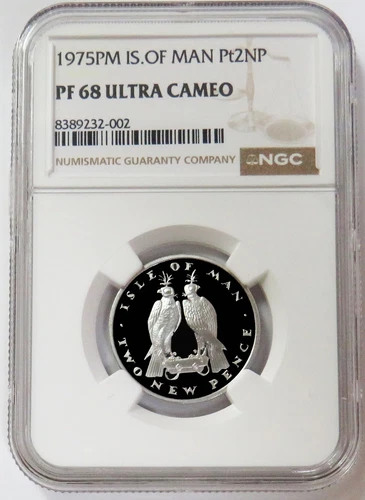 1975PM IS.OF MAN Pt2NP
PF 68 ULTRA CAMEO
8389232-002
NUMISMATIC GUARANTY COMPANY
NGC
· ISLE OF MAN ·
TWO NEW PENCE